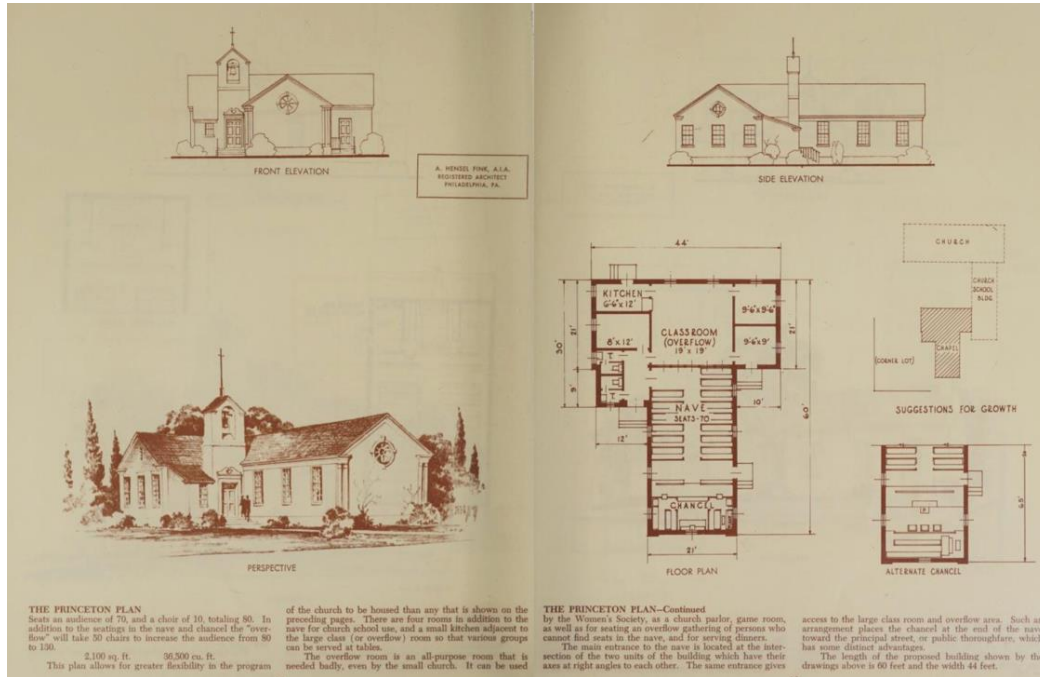 FRONT ELEVATION
A. HENSEL FINK, A.I.A.
REGISTERED ARCHITECT
PHILADELPHIA, PA.
PERSPECTIVE
THE PRINCETON PLAN
Seats an audience of 70, and a choir of 10, totaling 80. In
addition to the seatings in the nave and chancel the "over-
flow" will take 50 chairs to increase the audience from 80
to 150.
2,100 sq. ft. 36,500 cu. ft.
This plan allows for greater flexibility in the program
of the church to be housed than any that is shown on the
preceding pages. There are four rooms in addition to the
nave for church school use, and a small kitchen adjacent to
the large class (or overflow) room so that various groups
can be served at tables.
The overflow room is an all-purpose room that is
needed badly, even by the small church. It can be used
SIDE ELEVATION
44'
KITCHEN
6'-6" x 12'
CLASSROOM
(OVERFLOW)
19' x 19'
9'-6" x 9'-6"
9'-6" x 9'
8' x 12'
30'
21'
9'
21'
T.
T.
NAVE
SEATS-70
10'
60'
12'
CHANCEL
21'
FLOOR PLAN
CHURCH
CHURCH
SCHOOL
BLDG.
CHAPEL
(CORNER LOT)
SUGGESTIONS FOR GROWTH
ALTERNATE CHANCEL
THE PRINCETON PLAN—Continued
by the Women's Society, as a church parlor, game room,
as well as for seating an overflow gathering of persons who
cannot find seats in the nave, and for serving dinners.
The main entrance to the nave is located at the inter-
section of the two units of the building which have their
axes at right angles to each other. The same entrance gives
access to the large class room and overflow area. Such an
arrangement places the chancel at the end of the nave
toward the principal street, or public thoroughfare, which
has some distinct advantages.
The length of the proposed building shown by the
drawings above is 60 feet and the width 44 feet.